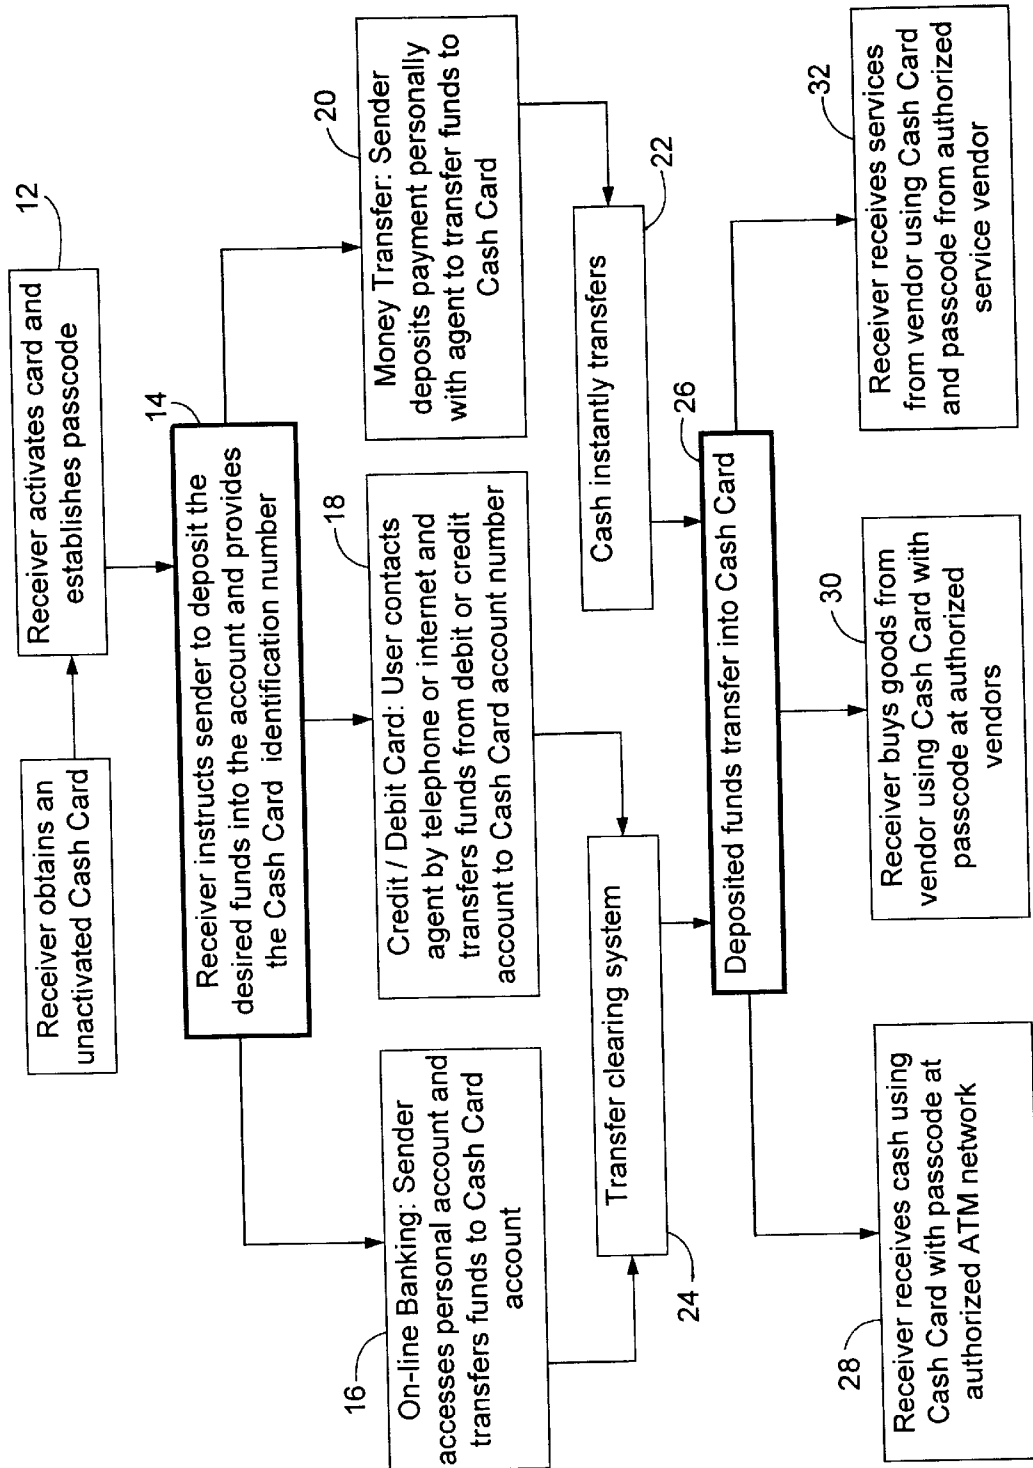 Receiver obtains an
unactivated Cash Card
12
Receiver activates card and
establishes passcode
14
Receiver instructs sender to deposit the
desired funds into the account and provides
the Cash Card identification number
16
On-line Banking: Sender
accesses personal account and
transfers funds to Cash Card
account
18
Credit / Debit Card: User contacts
agent by telephone or internet and
transfers funds from debit or credit
account to Cash Card account number
20
Money Transfer: Sender
deposits payment personally
with agent to transfer funds to
Cash Card
24
Transfer clearing system
22
Cash instantly transfers
26
Deposited funds transfer into Cash Card
28
Receiver receives cash using
Cash Card with passcode at
authorized ATM network
30
Receiver buys goods from
vendor using Cash Card with
passcode at authorized
vendors
32
Receiver receives services
from vendor using Cash Card
and passcode from authorized
service vendor